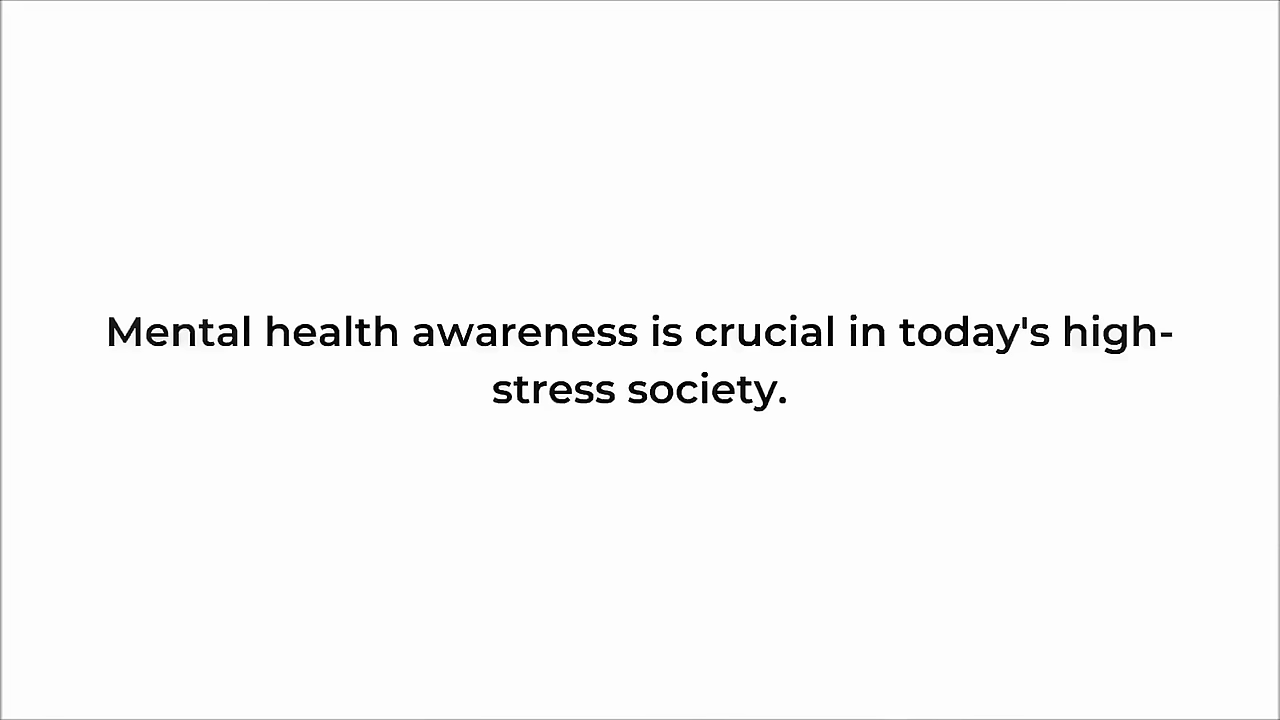 Mental health awareness is crucial in today's high-
stress society.